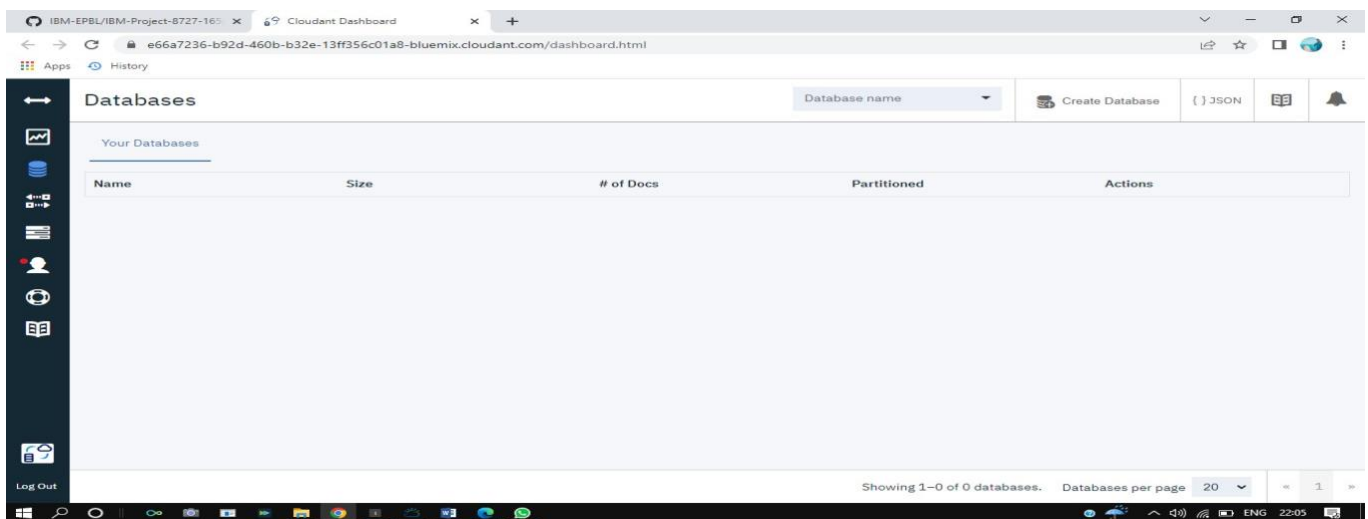 IBM-EPBL/IBM-Project-8727-165
Cloudant Dashboard
e66a7236-b92d-460b-b32e-13ff356c01a8-bluemix.cloudant.com/dashboard.html
Apps
History
Databases
Database name
Create Database
{ } JSON
Your Databases
Name Size # of Docs Partitioned Actions
Log Out
Showing 1–0 of 0 databases.
Databases per page 20
« 1 »
ENG 22:05